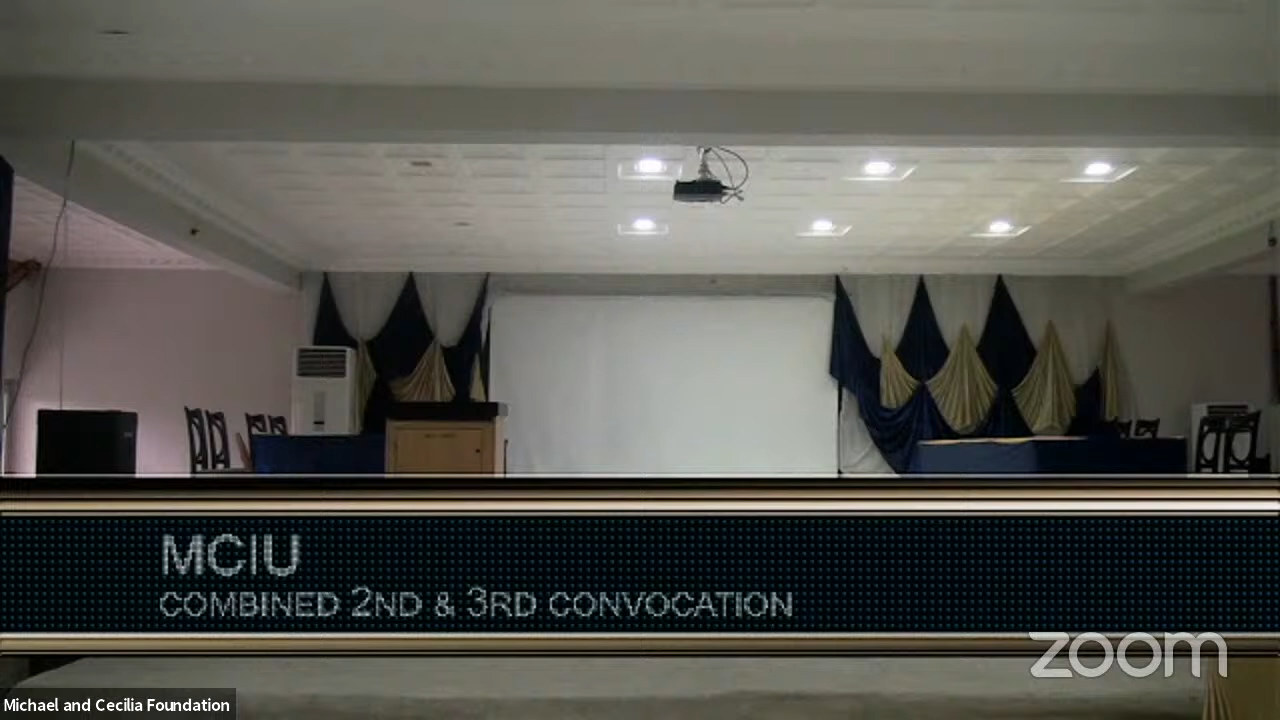 MCIU
COMBINED 2ND & 3RD CONVOCATION
zoom
Michael and Cecilia Foundation